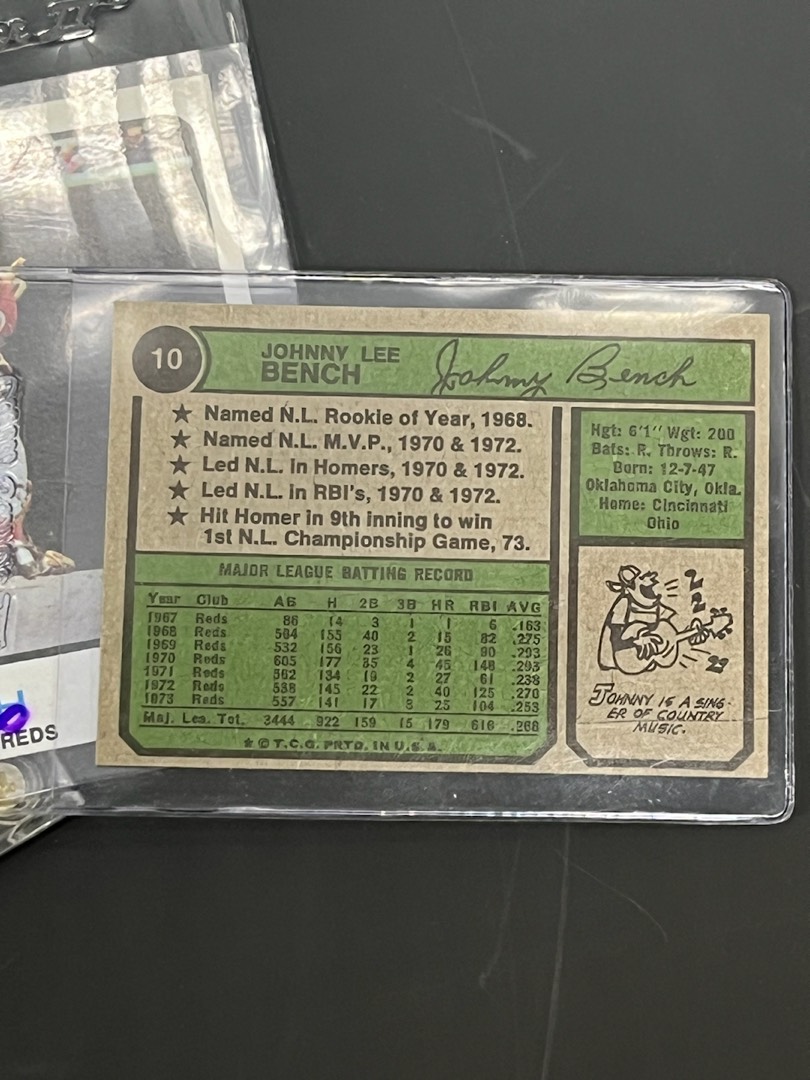 10
JOHNNY LEE
BENCH
Johnny Bench
★ Named N.L. Rookie of Year, 1968.
★ Named N.L. M.V.P., 1970 & 1972.
★ Led N.L. in Homers, 1970 & 1972.
★ Led N.L. in RBI's, 1970 & 1972.
★ Hit Homer in 9th inning to win
1st N.L. Championship Game, 73.
Hgt: 6'1" Wgt: 200
Bats: R. Throws: R.
Born: 12-7-47
Oklahoma City, Okla.
Home: Cincinnati
Ohio
MAJOR LEAGUE BATTING RECORD
Year Club AB H 2B 3B HR RBI AVG
1967 Reds 86 14 3 1 1 6 .163
1968 Reds 564 155 40 2 15 82 .275
1969 Reds 532 156 23 1 26 90 .293
1970 Reds 605 177 35 4 45 148 .293
1971 Reds 562 134 19 2 27 61 .238
1972 Reds 538 145 22 2 40 125 .270
1973 Reds 557 141 17 3 25 104 .253
Maj. Lea. Tot. 3444 922 159 15 179 616 .268
★ © T.C.G. PRTD. IN U.S.A.
JOHNNY IS A SING-
ER OF COUNTRY
MUSIC.
REDS